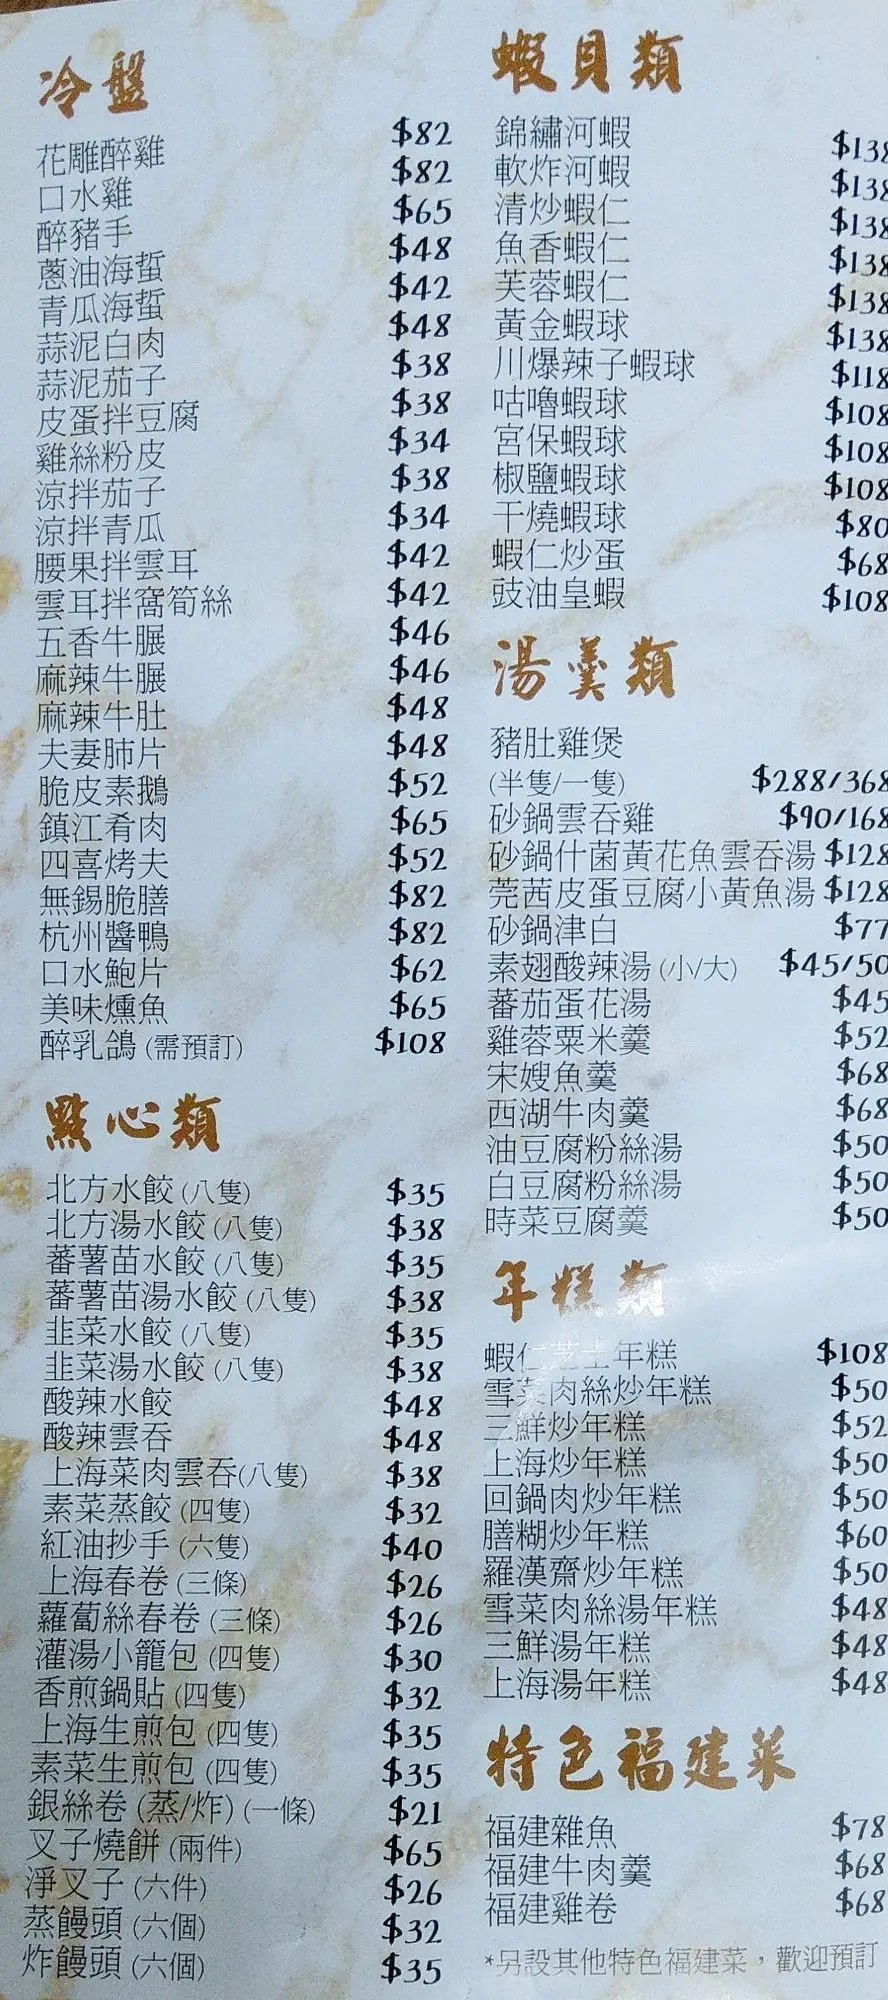 冷盤
花雕醉雞 $82
口水雞 $82
醉豬手 $65
蔥油海蜇 $48
青瓜海蜇 $42
蒜泥白肉 $48
蒜泥茄子 $38
皮蛋拌豆腐 $38
雞絲粉皮 $34
涼拌茄子 $38
涼拌青瓜 $34
腰果拌雲耳 $42
雲耳拌窩筍絲 $42
五香牛𦟌 $46
麻辣牛𦟌 $46
麻辣牛肚 $48
夫妻肺片 $48
脆皮素鵝 $52
鎮江肴肉 $65
四喜烤夫 $52
無錫脆膳 $82
杭州醬鴨 $82
口水鮑片 $62
美味燻魚 $65
醉乳鴿 (需預訂) $108
點心類
北方水餃 (八隻) $35
北方湯水餃 (八隻) $38
蕃薯苗水餃 (八隻) $35
蕃薯苗湯水餃 (八隻) $38
韭菜水餃 (八隻) $35
韭菜湯水餃 (八隻) $38
酸辣水餃 $48
酸辣雲吞 $48
上海菜肉雲吞(八隻) $38
素菜蒸餃 (四隻) $32
紅油抄手 (六隻) $40
上海春卷 (三條) $26
蘿蔔絲春卷 (三條) $26
灌湯小籠包 (四隻) $30
香煎鍋貼 (四隻) $32
上海生煎包 (四隻) $35
素菜生煎包 (四隻) $35
銀絲卷 (蒸/炸) (一條) $21
叉子燒餅 (兩件) $65
淨叉子 (六件) $26
蒸饅頭 (六個) $32
炸饅頭 (六個) $35
蝦貝類
錦繡河蝦 $138
軟炸河蝦 $138
清炒蝦仁 $138
魚香蝦仁 $138
芙蓉蝦仁 $138
黃金蝦球 $138
川爆辣子蝦球 $118
咕嚕蝦球 $108
宮保蝦球 $108
椒鹽蝦球 $108
干燒蝦球 $80
蝦仁炒蛋 $68
豉油皇蝦 $108
湯羹類
豬肚雞煲
(半隻/一隻) $288/368
砂鍋雲吞雞 $90/168
砂鍋什菌黃花魚雲吞湯 $128
莞茜皮蛋豆腐小黃魚湯 $128
砂鍋津白 $77
素翅酸辣湯 (小/大) $45/50
蕃茄蛋花湯 $45
雞蓉粟米羹 $52
宋嫂魚羹 $68
西湖牛肉羹 $68
油豆腐粉絲湯 $50
白豆腐粉絲湯 $50
時菜豆腐羹 $50
年糕類
蝦仁芝士年糕 $108
雪菜肉絲炒年糕 $50
三鮮炒年糕 $52
上海炒年糕 $50
回鍋肉炒年糕 $50
膳糊炒年糕 $60
羅漢齋炒年糕 $50
雪菜肉絲湯年糕 $48
三鮮湯年糕 $48
上海湯年糕 $48
特色福建菜
福建雜魚 $78
福建牛肉羹 $68
福建雞卷 $68
*另設其他特色福建菜，歡迎預訂